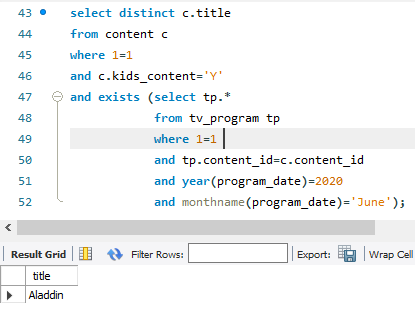 43 select distinct c.title
44 from content c
45 where 1=1
46 and c.kids_content='Y'
47 and exists (select tp.*
48 from tv_program tp
49 where 1=1
50 and tp.content_id=c.content_id
51 and year(program_date)=2020
52 and monthname(program_date)='June');
Result Grid Filter Rows: Export: Wrap Cell
title
Aladdin